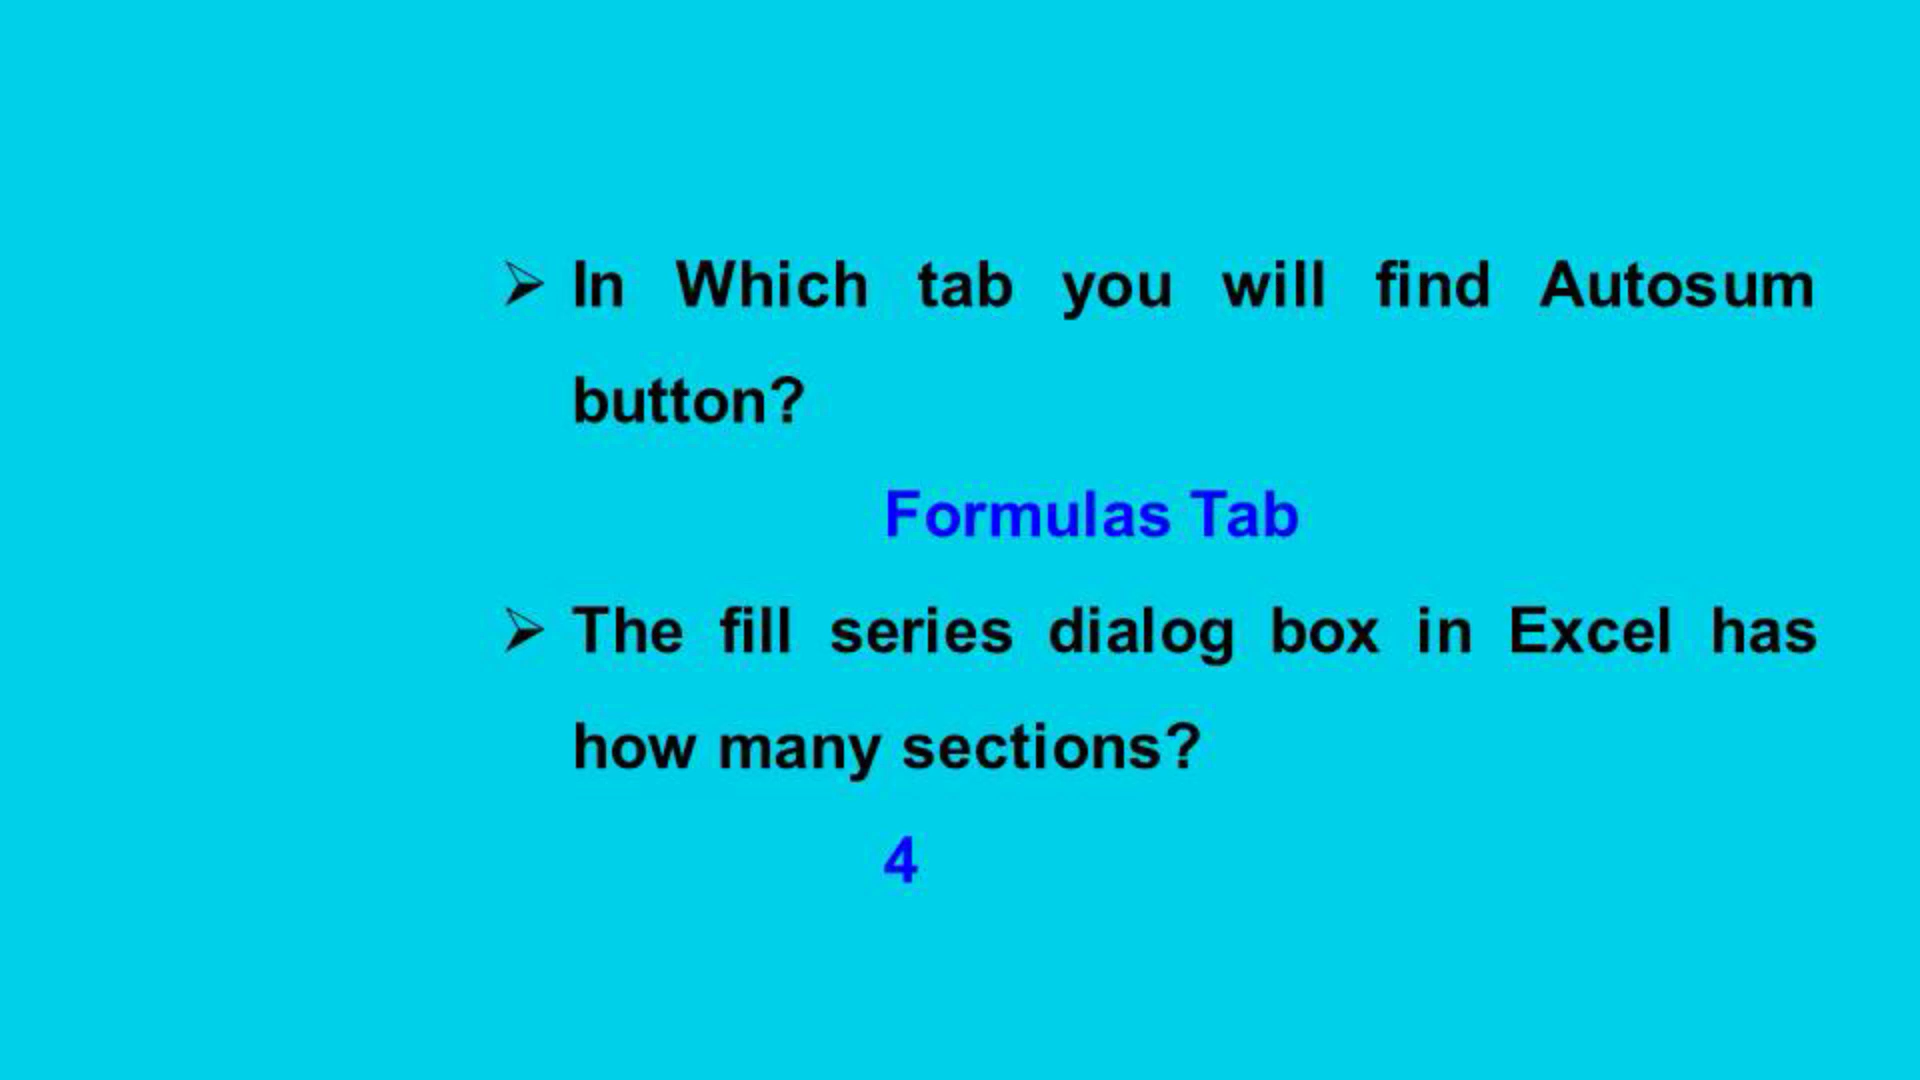 ➢ In Which tab you will find Autosum
button?
Formulas Tab
➢ The fill series dialog box in Excel has
how many sections?
4